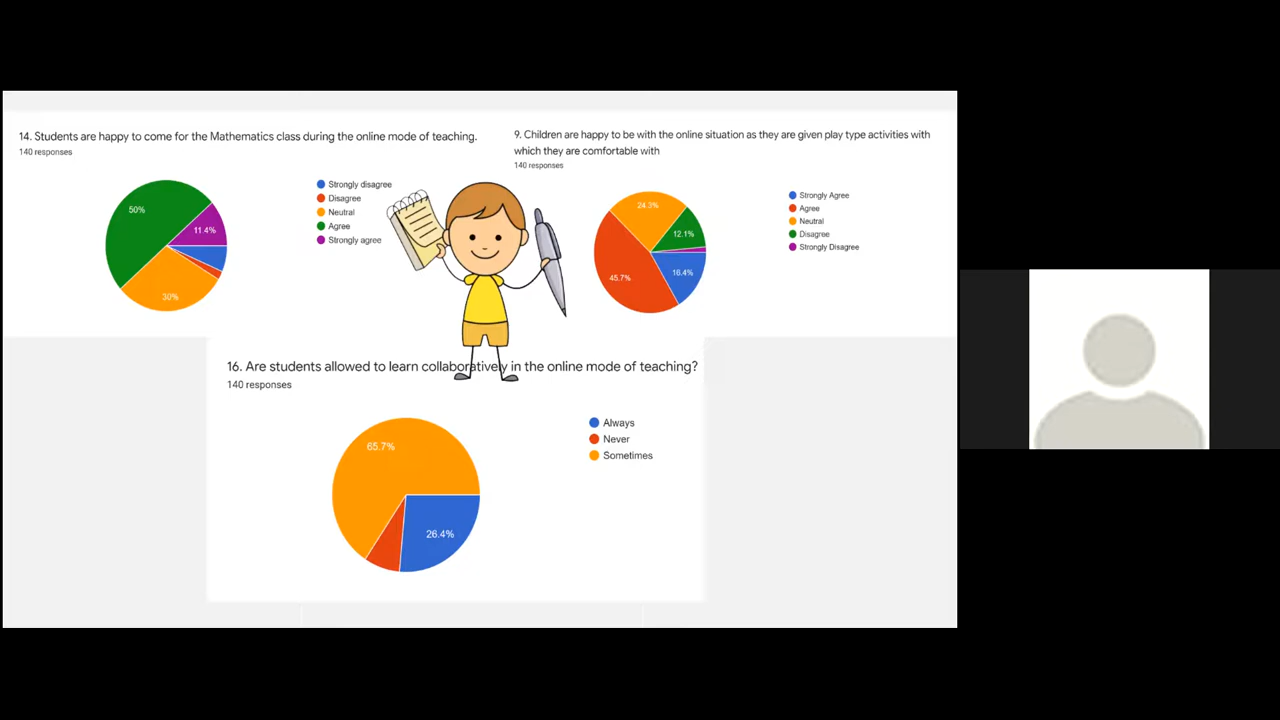 14. Students are happy to come for the Mathematics class during the online mode of teaching.
140 responses
50%
11.4%
30%
Strongly disagree
Disagree
Neutral
Agree
Strongly agree
9. Children are happy to be with the online situation as they are given play type activities with
which they are comfortable with
140 responses
24.3%
12.1%
45.7%
16.4%
Strongly Agree
Agree
Neutral
Disagree
Strongly Disagree
16. Are students allowed to learn collaboratively in the online mode of teaching?
140 responses
65.7%
26.4%
Always
Never
Sometimes